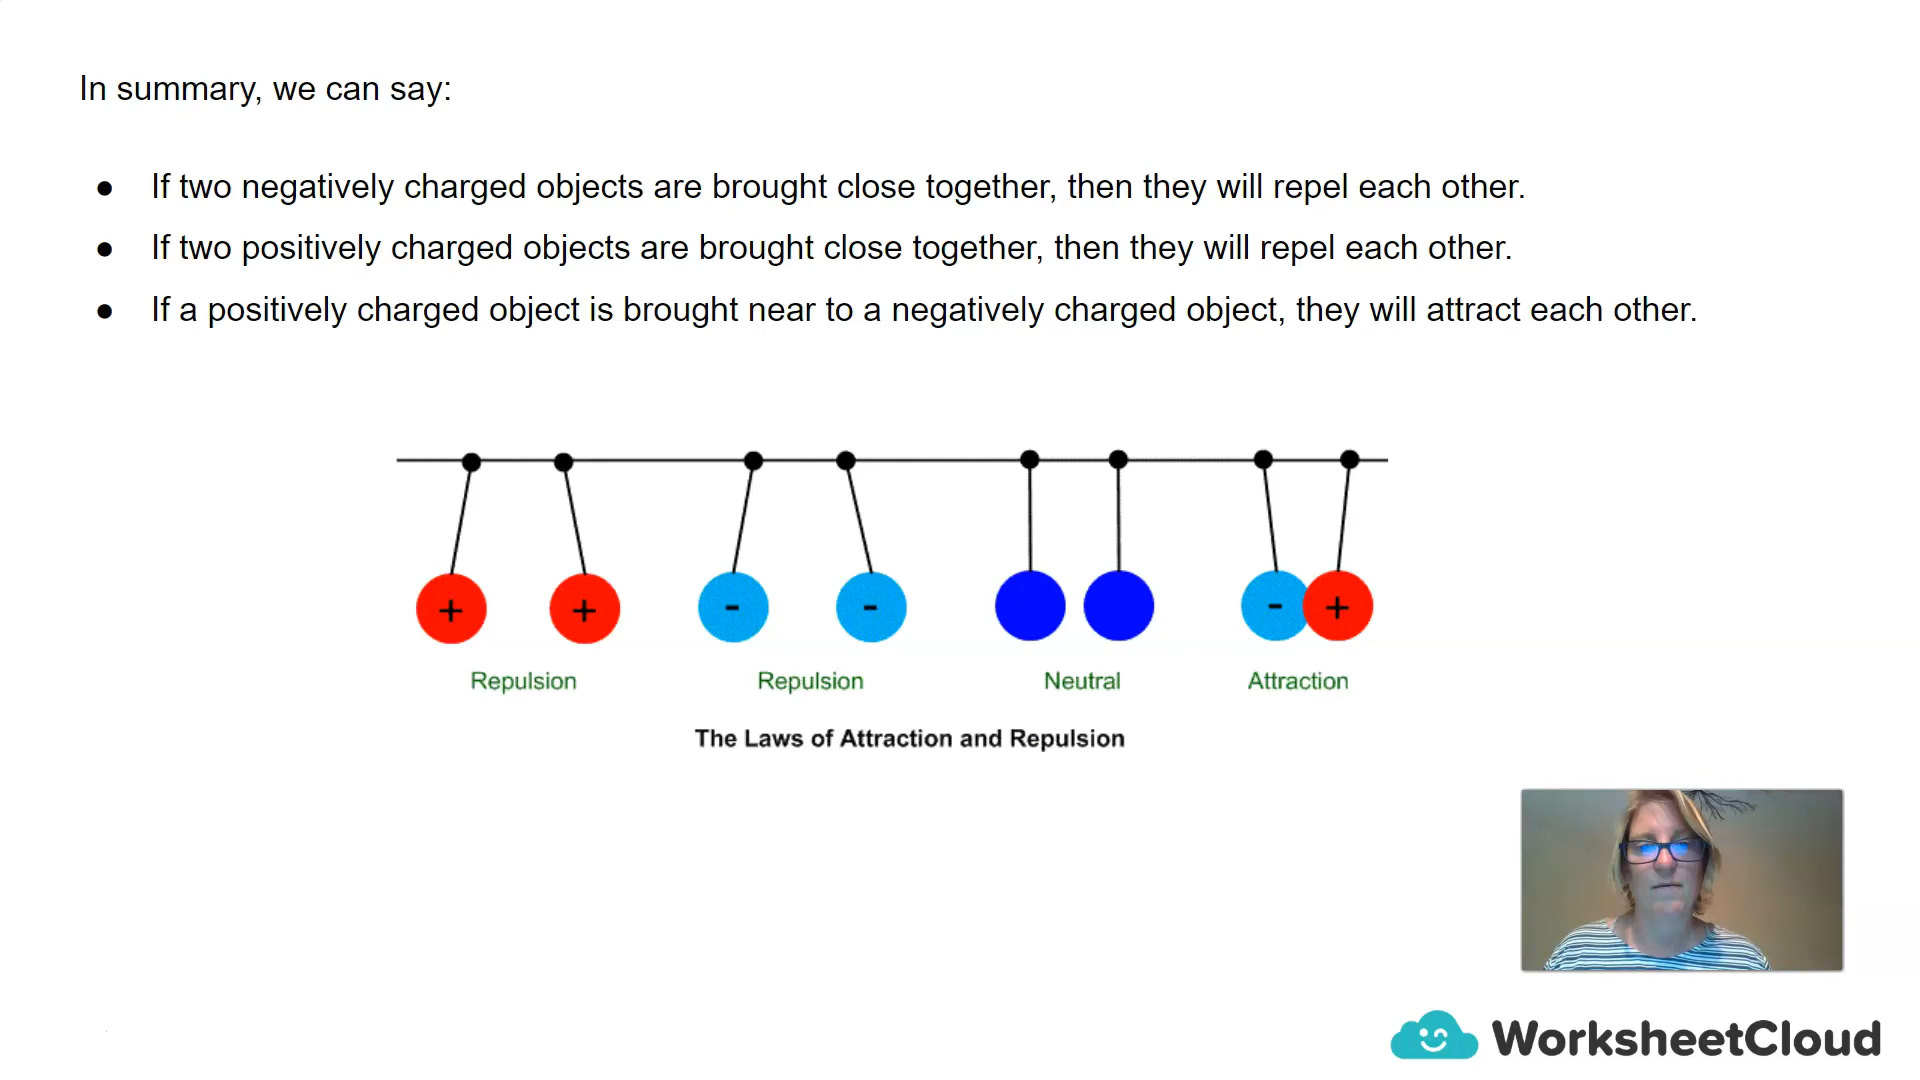 In summary, we can say:
● If two negatively charged objects are brought close together, then they will repel each other.
● If two positively charged objects are brought close together, then they will repel each other.
● If a positively charged object is brought near to a negatively charged object, they will attract each other.
+ + - - - +
Repulsion Repulsion Neutral Attraction
The Laws of Attraction and Repulsion
WorksheetCloud